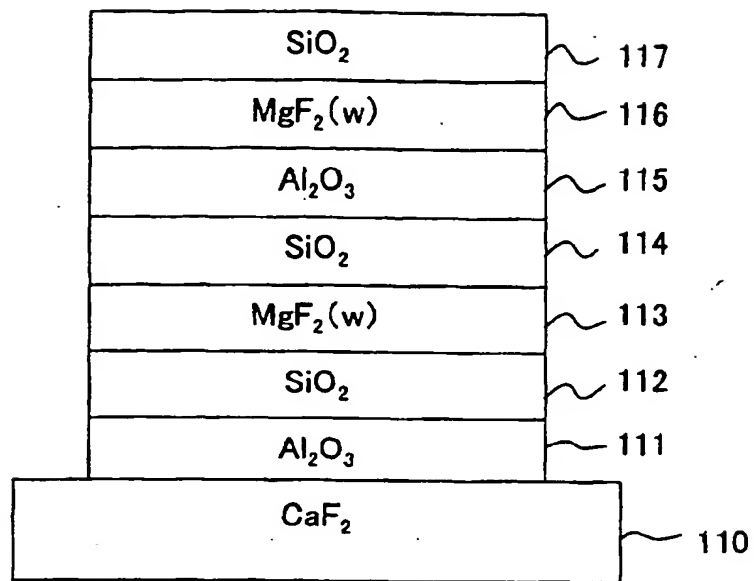 SiO₂ 117
MgF₂(w) 116
Al₂O₃ 115
SiO₂ 114
MgF₂(w) 113
SiO₂ 112
Al₂O₃ 111
CaF₂ 110